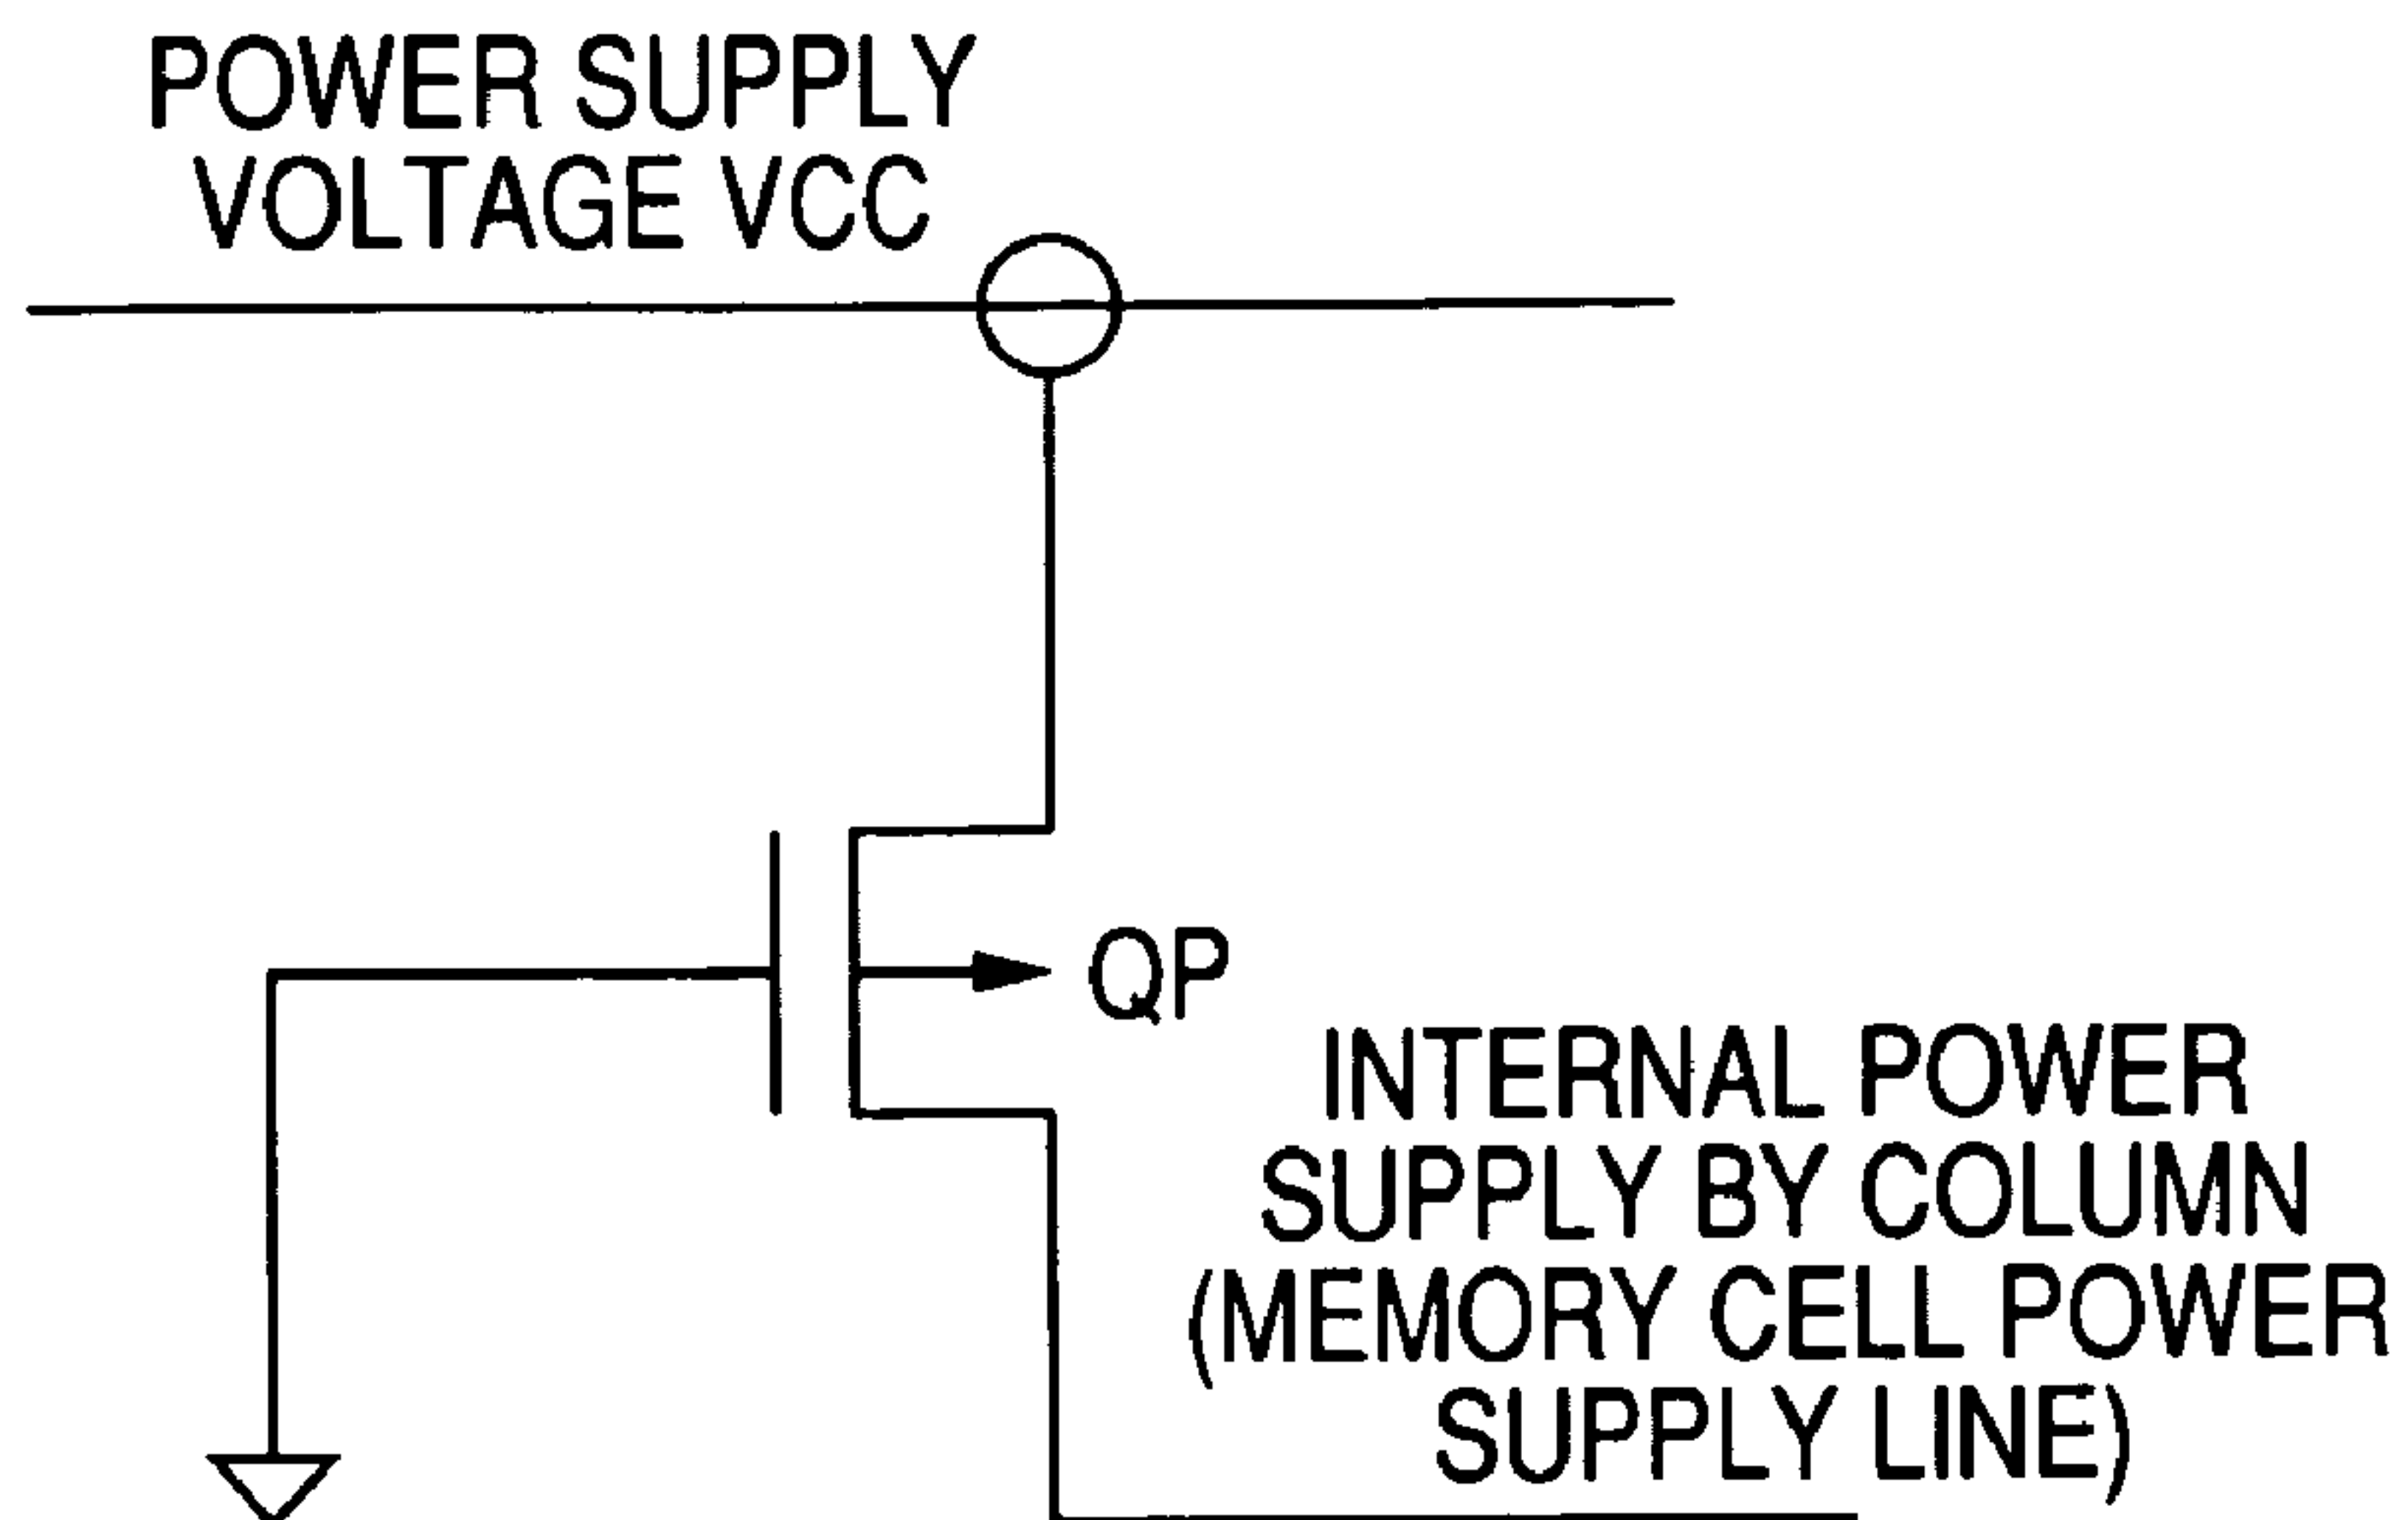 POWER SUPPLY
VOLTAGE VCC
QP
INTERNAL POWER
SUPPLY BY COLUMN
(MEMORY CELL POWER
SUPPLY LINE)